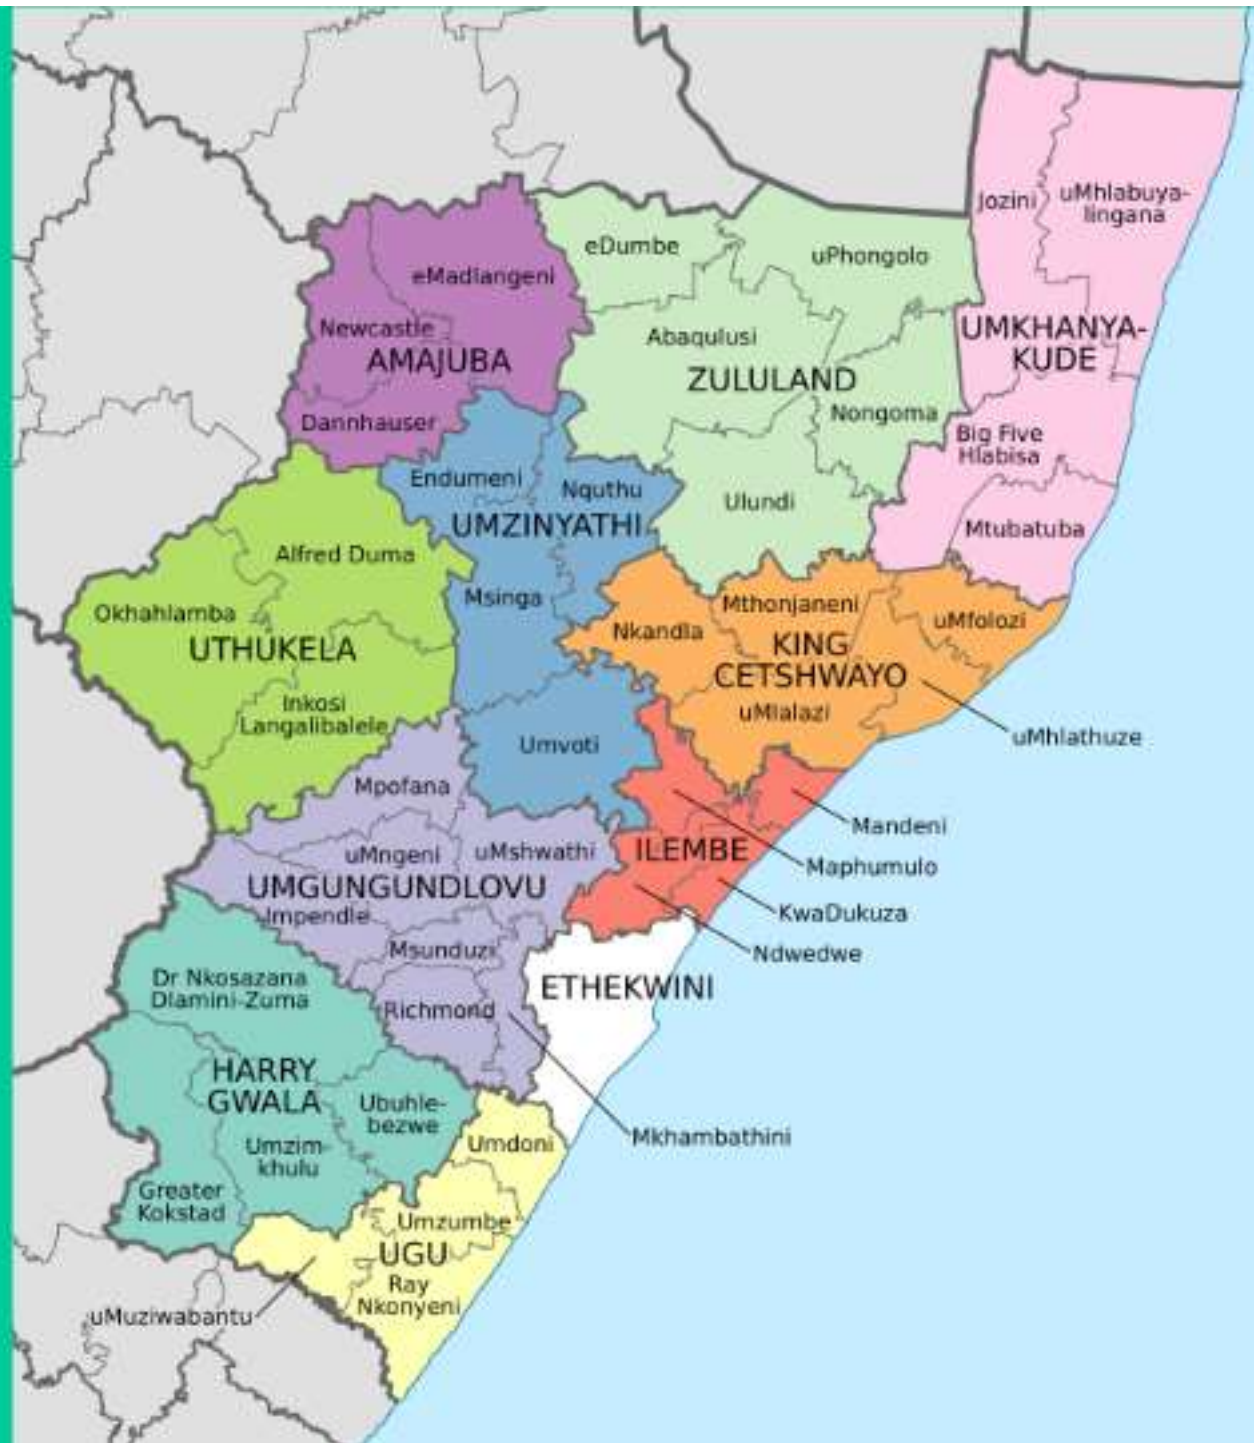 Jozini
uMhlabuya-
lingana
eDumbe
uPhongolo
eMadlangeni
Newcastle
AMAJUBA
Abaqulusi
UMKHANYA-
KUDE
ZULULAND
Dannhauser
Nongoma
Big Five
Hlabisa
Endumeni
Nquthu
Ulundi
UMZINYATHI
Mtubatuba
Alfred Duma
Msinga
Mthonjaneni
Okhahlamba
Nkandla
uMfolozi
UTHUKELA
KING
CETSHWAYO
Inkosi
Langalibalele
uMlalazi
uMhlathuze
Umvoti
Mpofana
Mandeni
uMngeni
uMshwathi
ILEMBE
Maphumulo
UMGUNGUNDLOVU
Impendle
KwaDukuza
Msunduzi
Ndwedwe
Dr Nkosazana
Dlamini-Zuma
ETHEKWINI
Richmond
HARRY
GWALA
Ubuhle-
bezwe
Mkhambathini
Umdoni
Umzim-
khulu
Greater
Kokstad
Umzumbe
UGU
Ray
Nkonyeni
uMuziwabantu